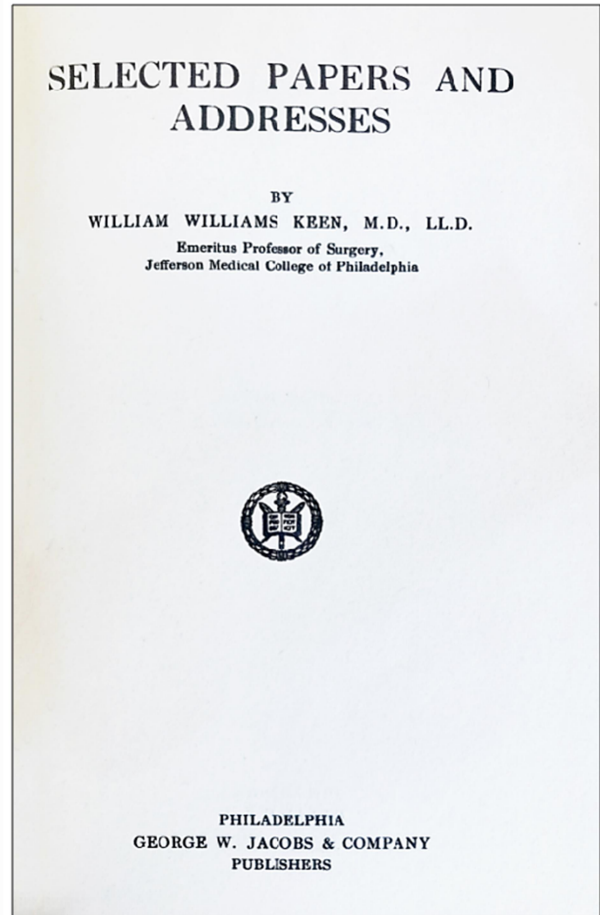 SELECTED PAPERS AND
ADDRESSES
BY
WILLIAM WILLIAMS KEEN, M.D., LL.D.
Emeritus Professor of Surgery,
Jefferson Medical College of Philadelphia
PHILADELPHIA
GEORGE W. JACOBS & COMPANY
PUBLISHERS